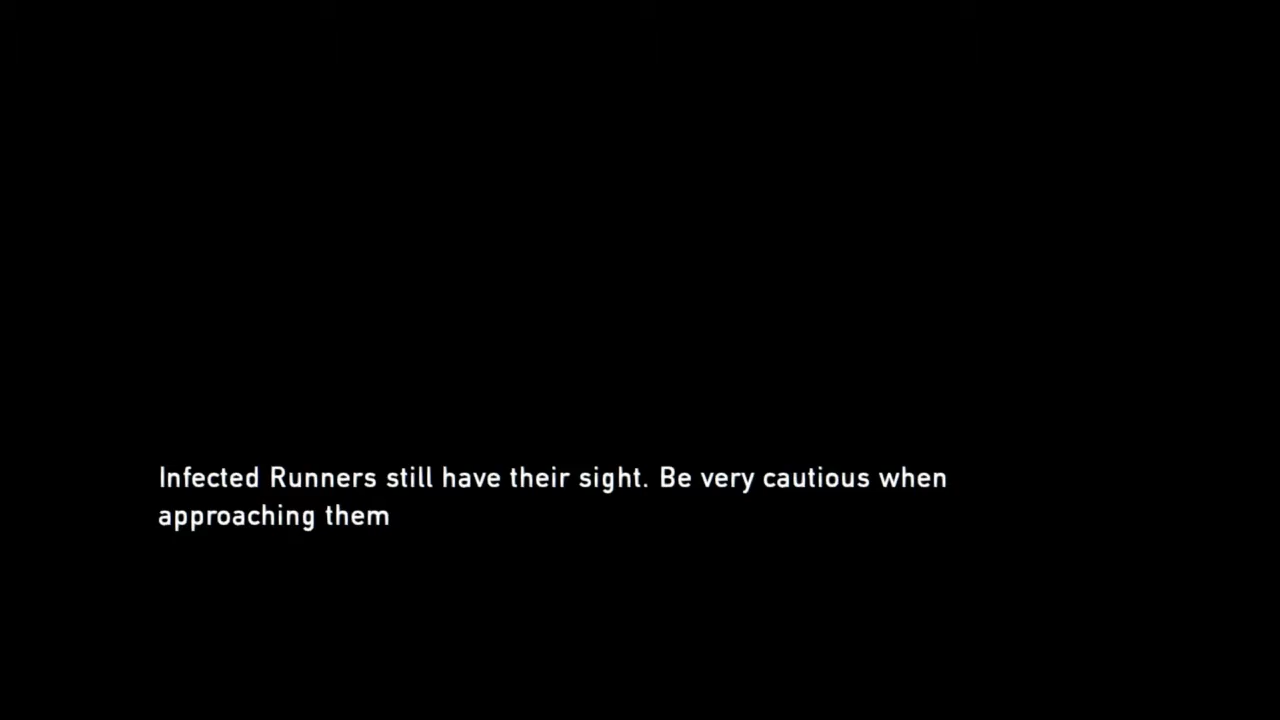 Infected Runners still have their sight. Be very cautious when
approaching them